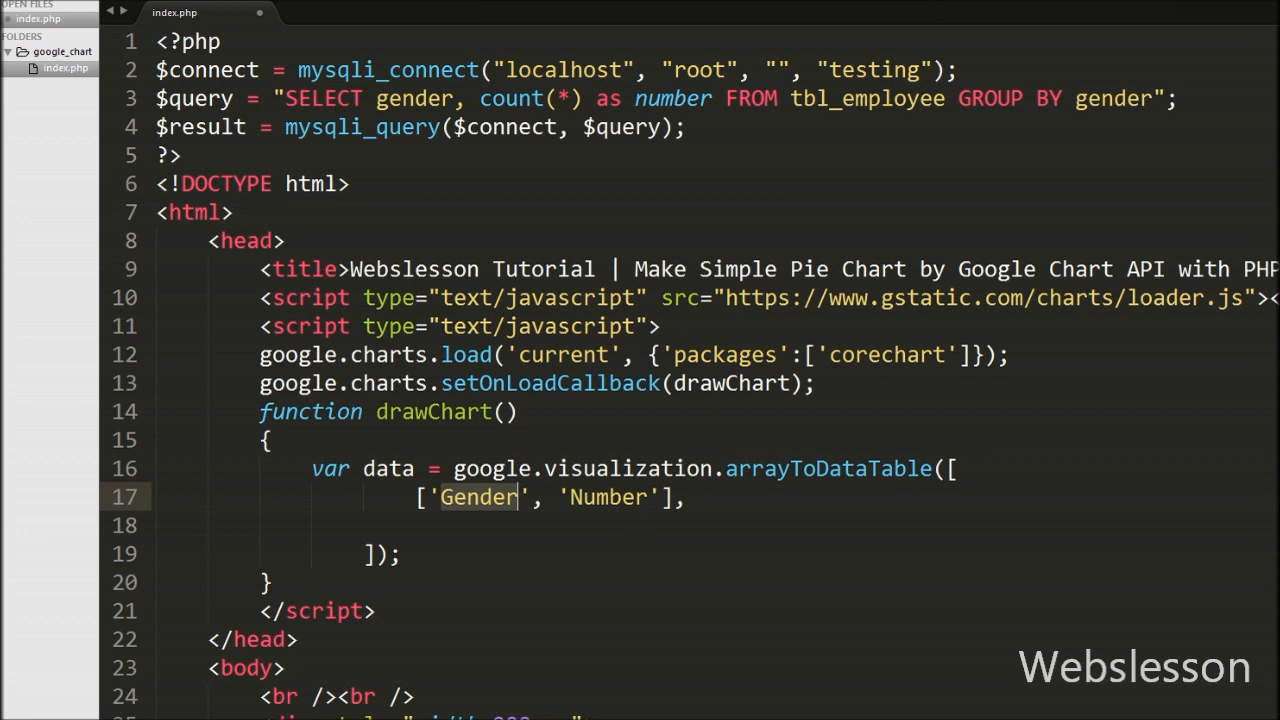 OPEN FILES
index.php
FOLDERS
google_chart
index.php
index.php
1 <?php
2 $connect = mysqli_connect("localhost", "root", "", "testing");
3 $query = "SELECT gender, count(*) as number FROM tbl_employee GROUP BY gender";
4 $result = mysqli_query($connect, $query);
5 ?>
6 <!DOCTYPE html>
7 <html>
8 <head>
9 <title>Webslesson Tutorial | Make Simple Pie Chart by Google Chart API with PHP
10 <script type="text/javascript" src="https://www.gstatic.com/charts/loader.js"><
11 <script type="text/javascript">
12 google.charts.load('current', {'packages':['corechart']});
13 google.charts.setOnLoadCallback(drawChart);
14 function drawChart()
15 {
16 var data = google.visualization.arrayToDataTable([
17 ['Gender', 'Number'],
18
19 ]);
20 }
21 </script>
22 </head>
23 <body>
24 <br /><br />
Webslesson